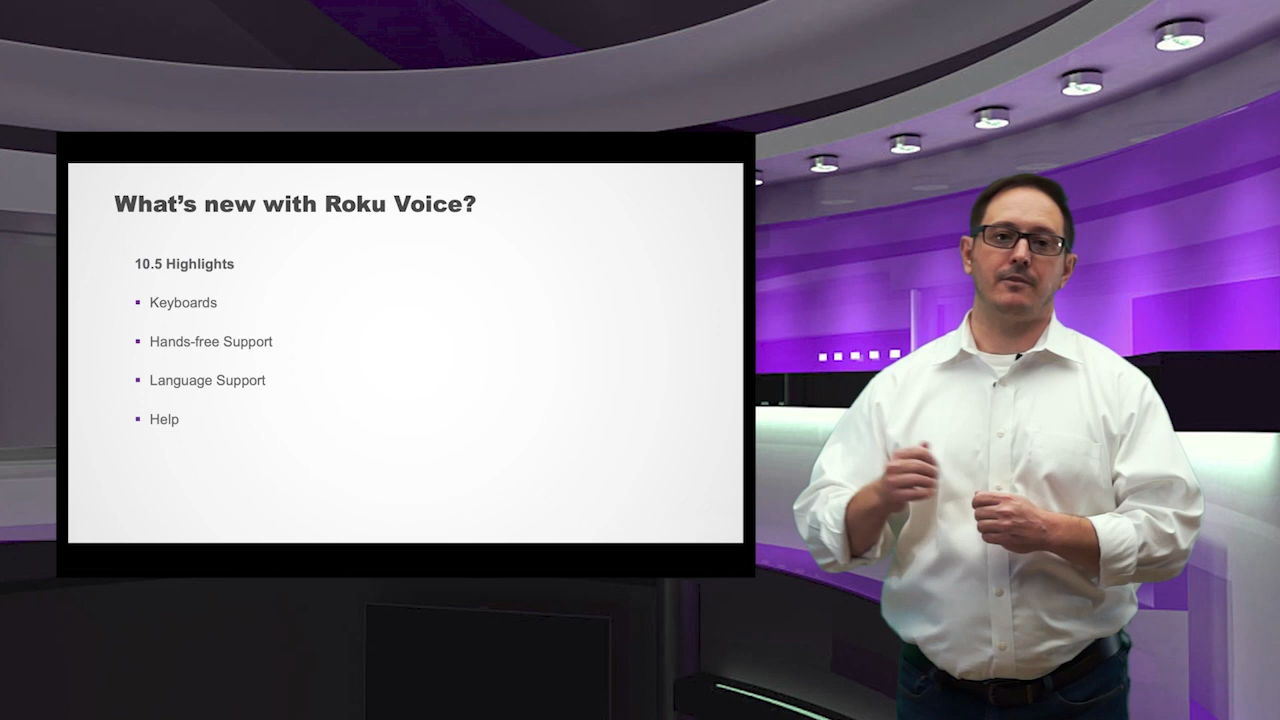 What’s new with Roku Voice?
10.5 Highlights
Keyboards
Hands-free Support
Language Support
Help